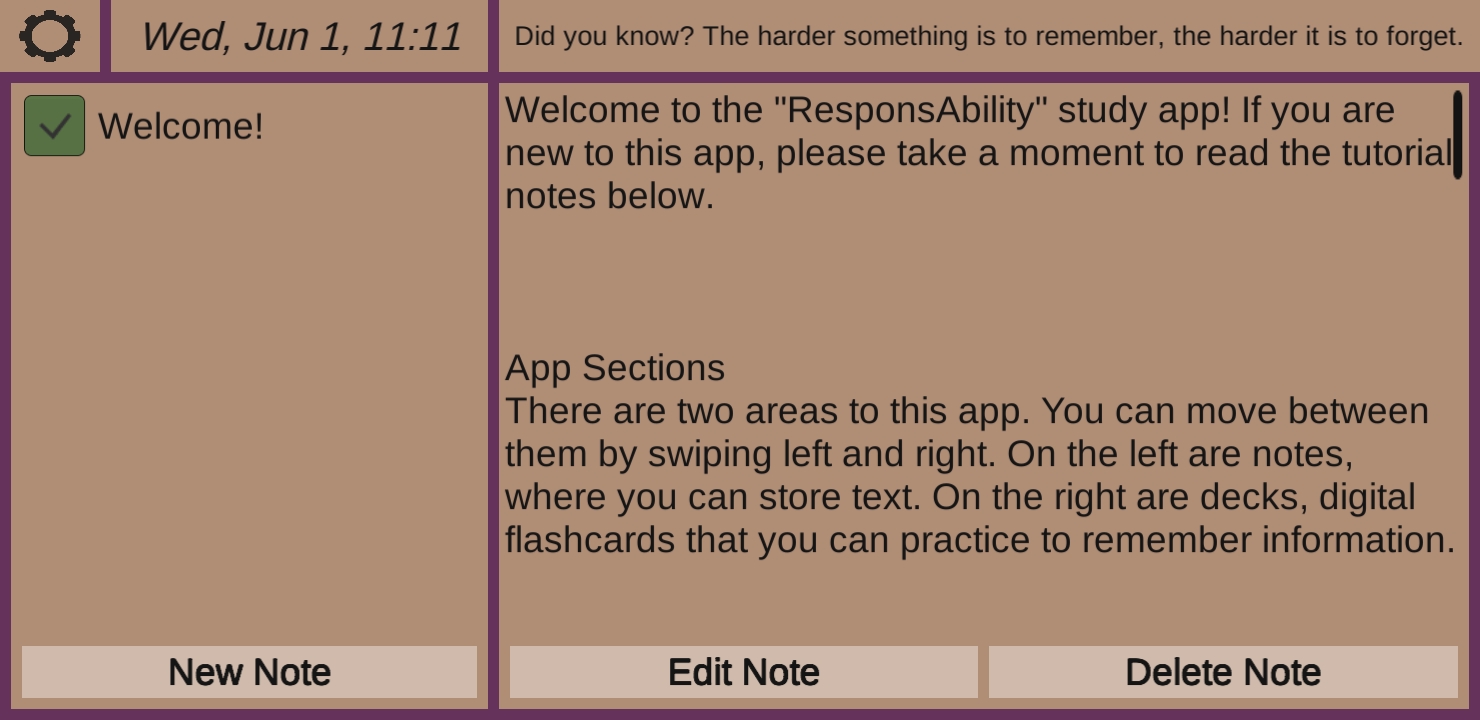 Wed, Jun 1, 11:11
Did you know? The harder something is to remember, the harder it is to forget.
Welcome!
Welcome to the "ResponsAbility" study app! If you are
new to this app, please take a moment to read the tutorial
notes below.
App Sections
There are two areas to this app. You can move between
them by swiping left and right. On the left are notes,
where you can store text. On the right are decks, digital
flashcards that you can practice to remember information.
New Note
Edit Note
Delete Note